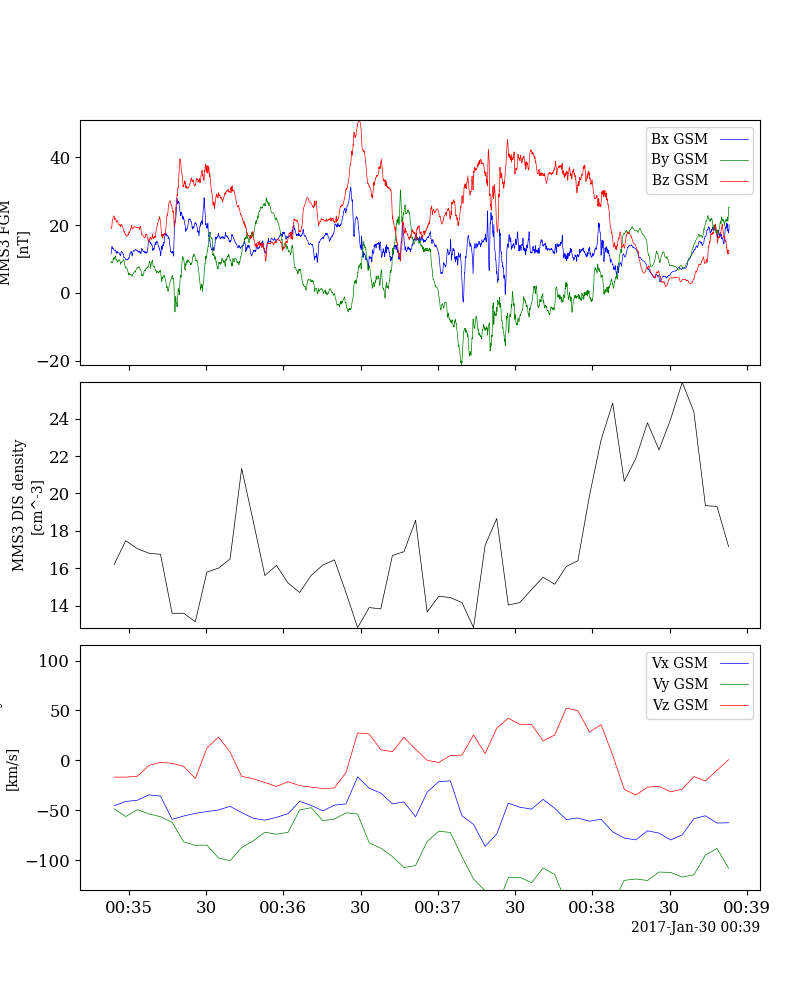 MMS3 FGM
[nT]
40
20
0
−20
Bx GSM
By GSM
Bz GSM
MMS3 DIS density
[cm^-3]
24
22
20
18
16
14
[km/s]
100
50
0
−50
−100
Vx GSM
Vy GSM
Vz GSM
00:35 30 00:36 30 00:37 30 00:38 30 00:39
2017-Jan-30 00:39